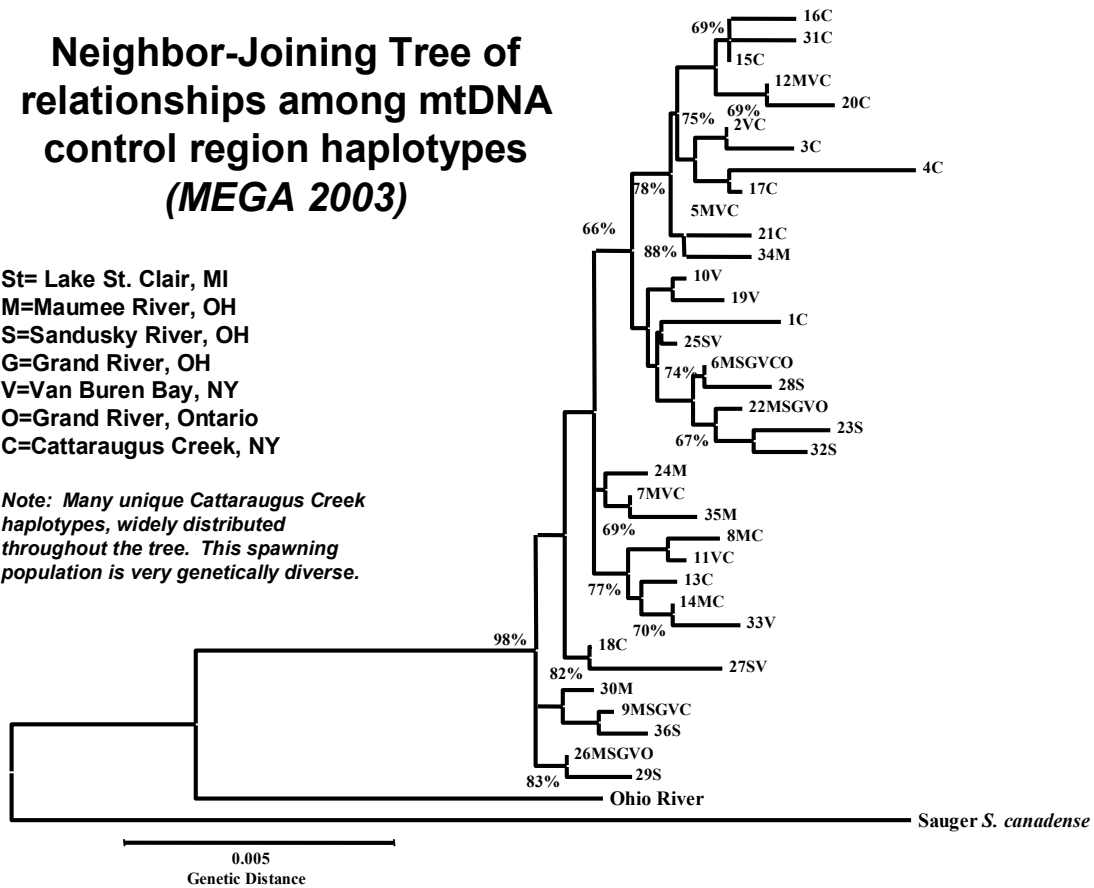 Neighbor-Joining Tree of
relationships among mtDNA
control region haplotypes
(MEGA 2003)
St= Lake St. Clair, MI
M=Maumee River, OH
S=Sandusky River, OH
G=Grand River, OH
V=Van Buren Bay, NY
O=Grand River, Ontario
C=Cattaraugus Creek, NY
Note: Many unique Cattaraugus Creek
haplotypes, widely distributed
throughout the tree. This spawning
population is very genetically diverse.
16C
69%
31C
15C
12MVC
20C
69%
75%
2VC
3C
4C
78%
17C
5MVC
66%
21C
88%
34M
10V
19V
1C
25SV
6MSGVCO
74%
28S
22MSGVO
23S
67%
32S
24M
7MVC
35M
69%
8MC
11VC
13C
77%
14MC
33V
70%
98%
18C
27SV
82%
30M
9MSGVC
36S
26MSGVO
29S
83%
Ohio River
Sauger S. canadense
0.005
Genetic Distance